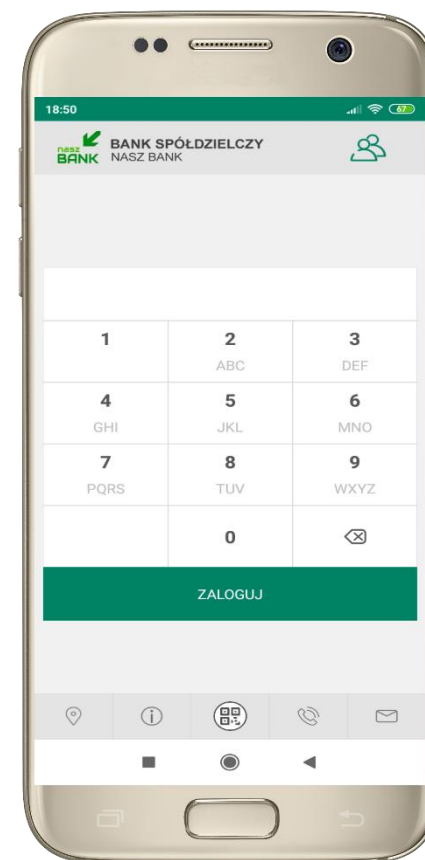 18:50
67
nasz BANK
BANK SPÓŁDZIELCZY
NASZ BANK
1 2 3
ABC DEF
4 5 6
GHI JKL MNO
7 8 9
PQRS TUV WXYZ
0
ZALOGUJ